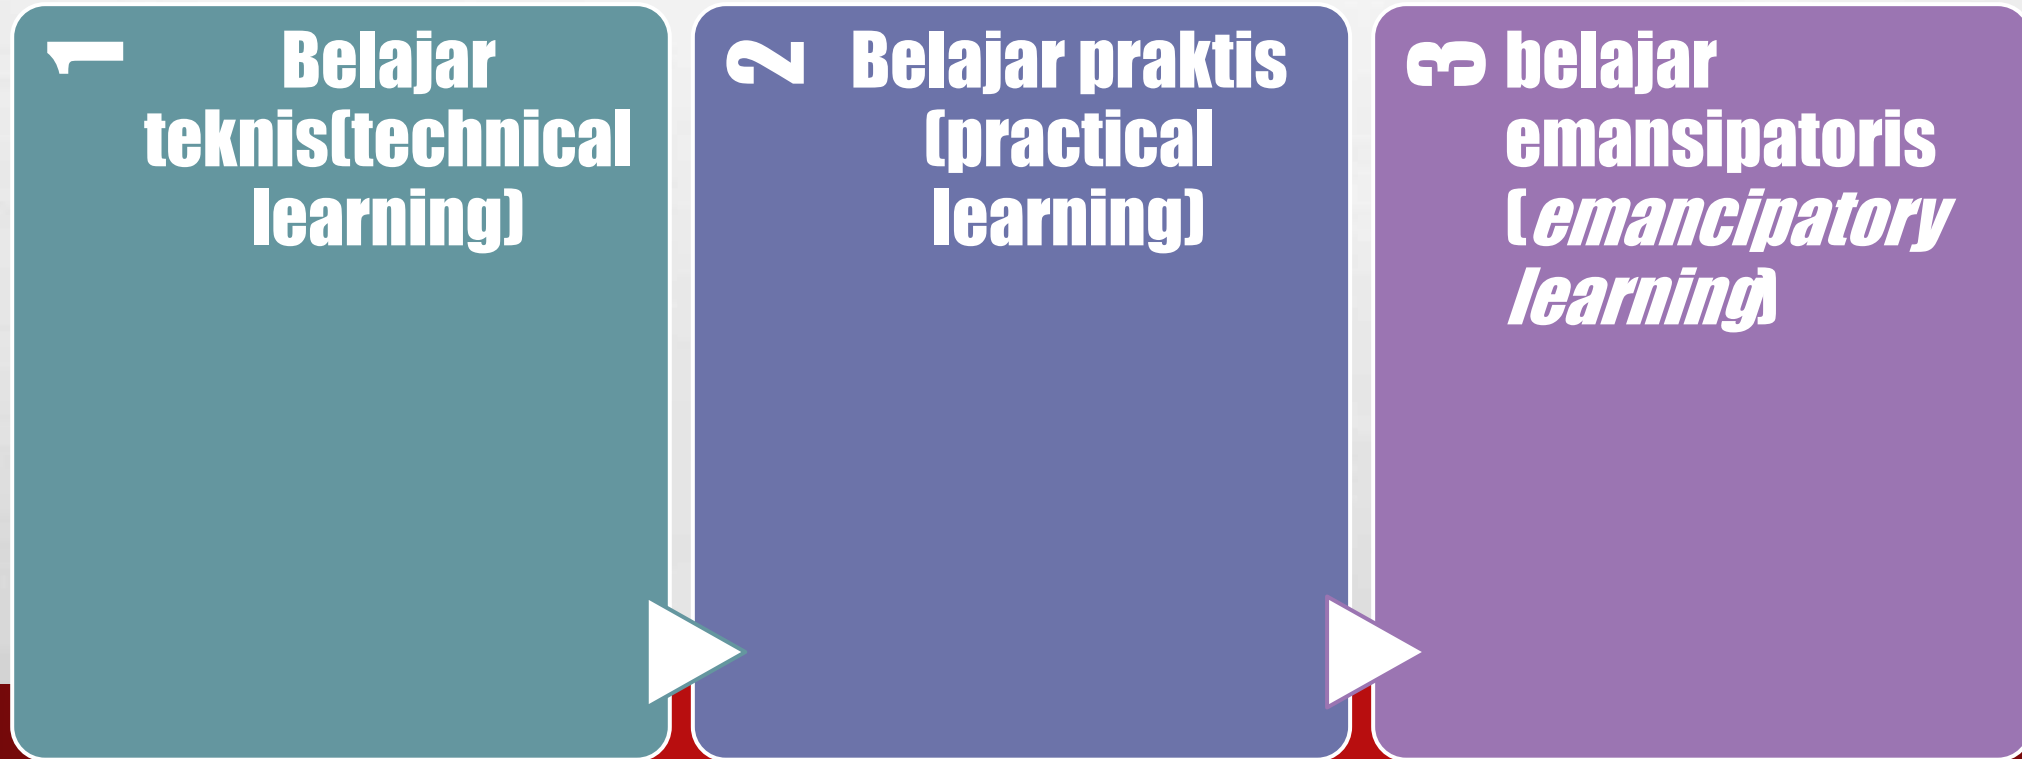 1
Belajar
teknis(technical
learning)
2
Belajar praktis
(practical
learning)
3
belajar
emansipatoris
(emancipatory
learning)